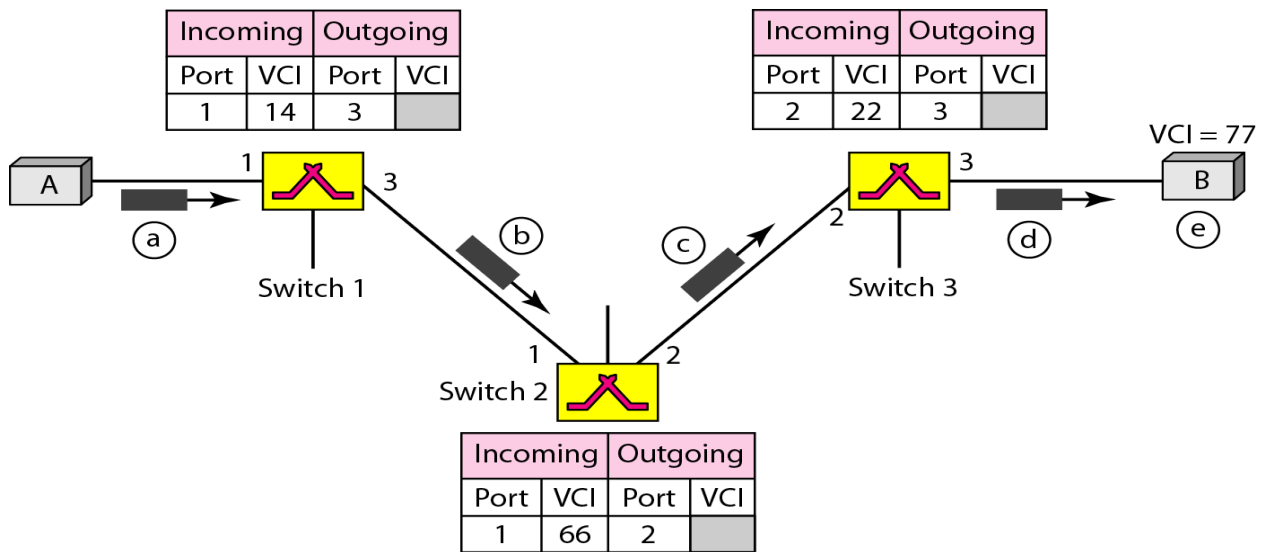 Incoming Outgoing
Port VCI Port VCI
1 14 3
Incoming Outgoing
Port VCI Port VCI
2 22 3
VCI = 77
A
1
3
a
Switch 1
b
c
2
3
Switch 3
d
B
e
1
2
Switch 2
Incoming Outgoing
Port VCI Port VCI
1 66 2